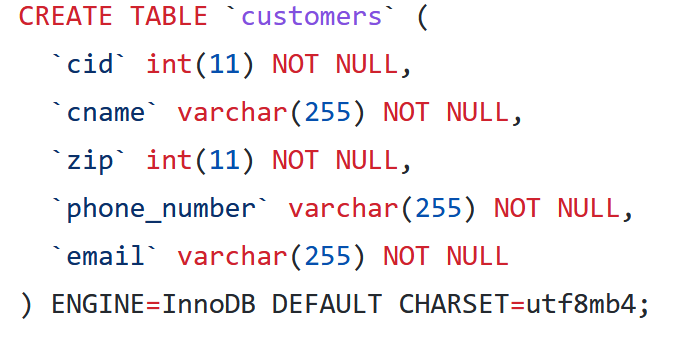 CREATE TABLE `customers` (
`cid` int(11) NOT NULL,
`cname` varchar(255) NOT NULL,
`zip` int(11) NOT NULL,
`phone_number` varchar(255) NOT NULL,
`email` varchar(255) NOT NULL
) ENGINE=InnoDB DEFAULT CHARSET=utf8mb4;